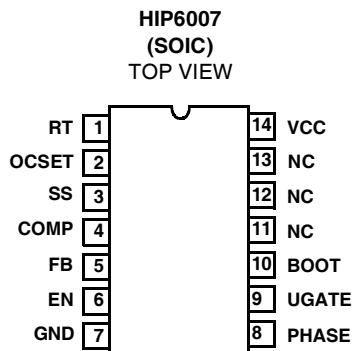 HIP6007
(SOIC)
TOP VIEW
RT 1 14 VCC
OCSET 2 13 NC
SS 3 12 NC
COMP 4 11 NC
FB 5 10 BOOT
EN 6 9 UGATE
GND 7 8 PHASE